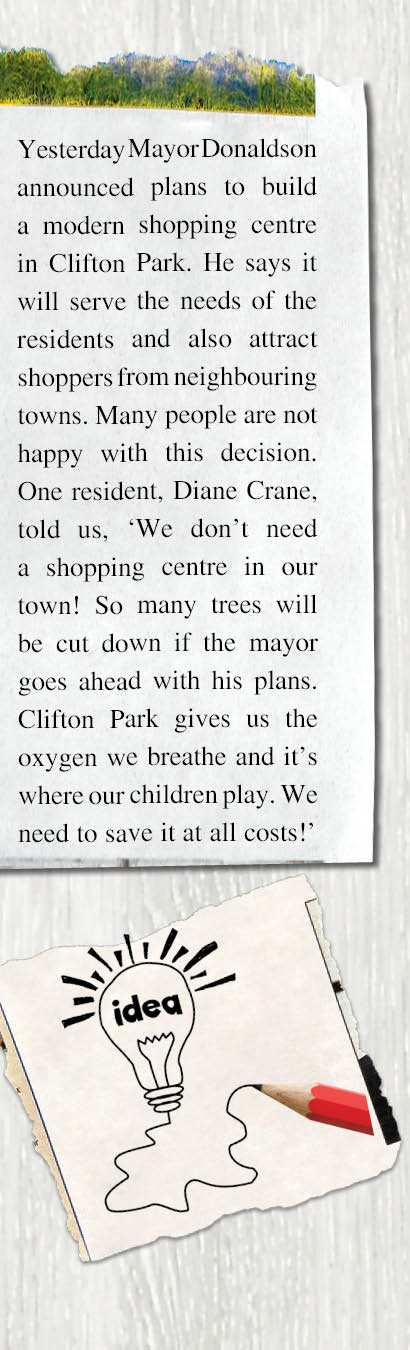 Yesterday Mayor Donaldson
announced plans to build
a modern shopping centre
in Clifton Park. He says it
will serve the needs of the
residents and also attract
shoppers from neighbouring
towns. Many people are not
happy with this decision.
One resident, Diane Crane,
told us, ‘We don’t need
a shopping centre in our
town! So many trees will
be cut down if the mayor
goes ahead with his plans.
Clifton Park gives us the
oxygen we breathe and it’s
where our children play. We
need to save it at all costs!’
idea